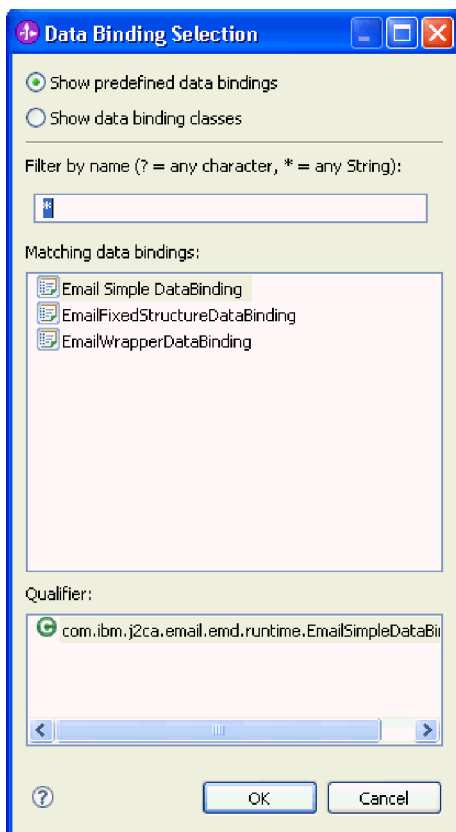 Data Binding Selection
Show predefined data bindings
Show data binding classes
Filter by name (? = any character, * = any String):
*
Matching data bindings:
Email Simple DataBinding
EmailFixedStructureDataBinding
EmailWrapperDataBinding
Qualifier:
com.ibm.j2ca.email.emd.runtime.EmailSimpleDataBi
OK
Cancel